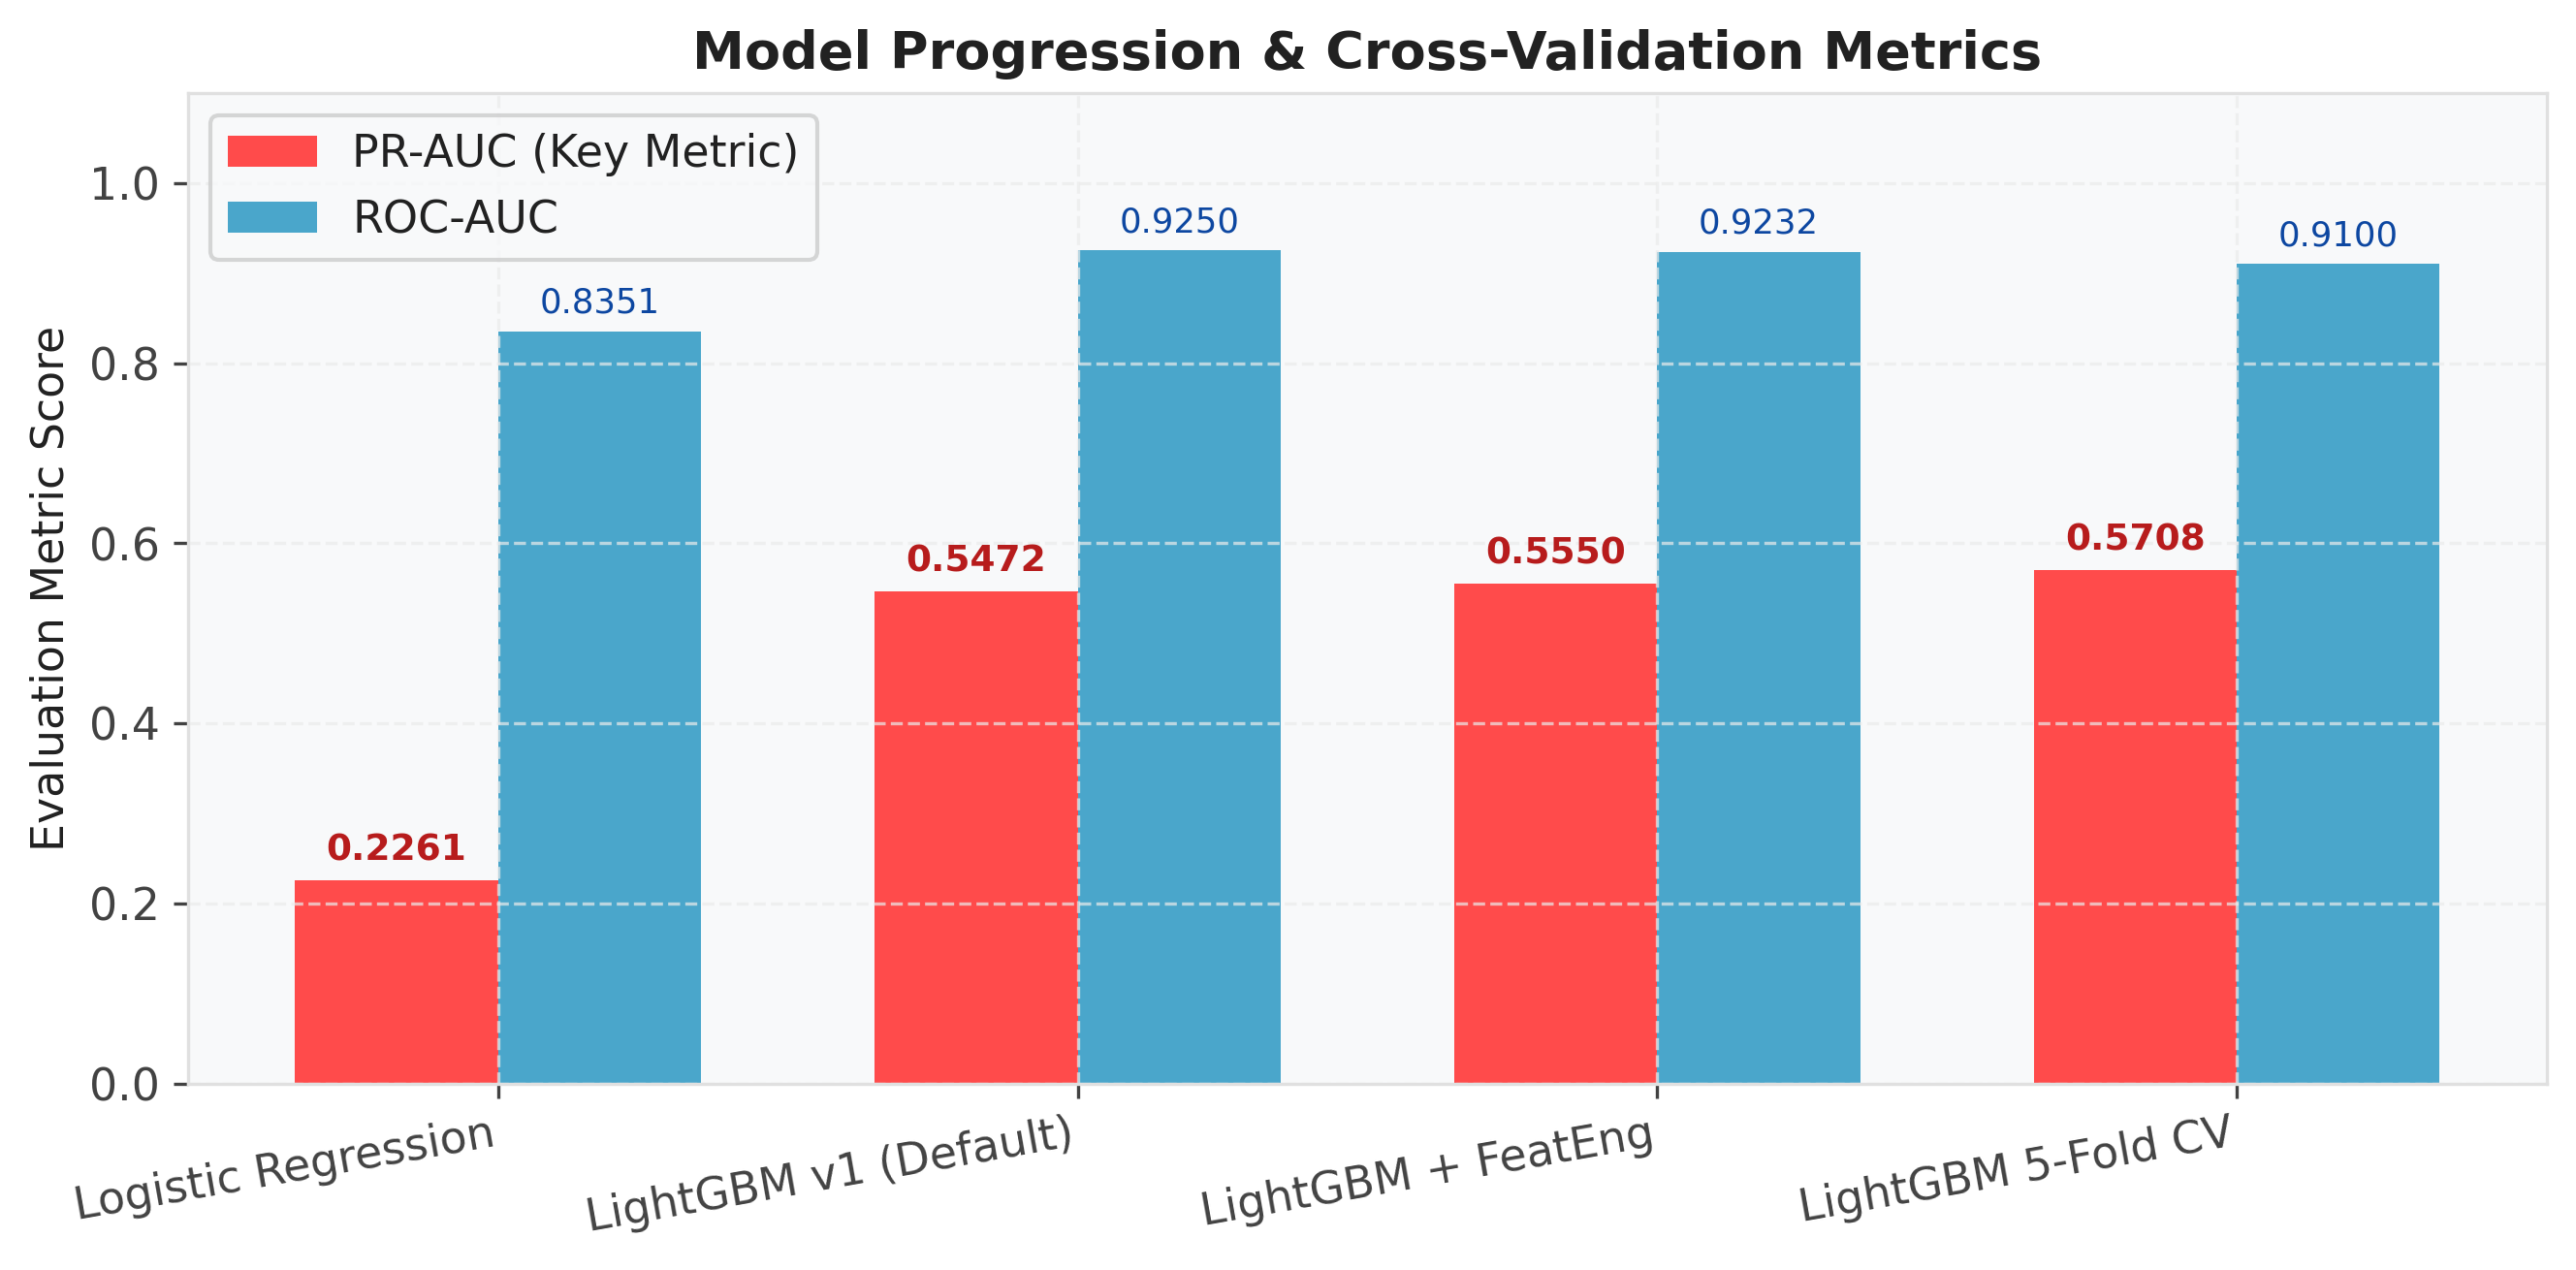 Model Progression & Cross-Validation Metrics
PR-AUC (Key Metric)
ROC-AUC
Evaluation Metric Score
1.0
0.8
0.6
0.4
0.2
0.0
0.2261
0.8351
0.5472
0.9250
0.5550
0.9232
0.5708
0.9100
Logistic Regression
LightGBM v1 (Default)
LightGBM + FeatEng
LightGBM 5-Fold CV